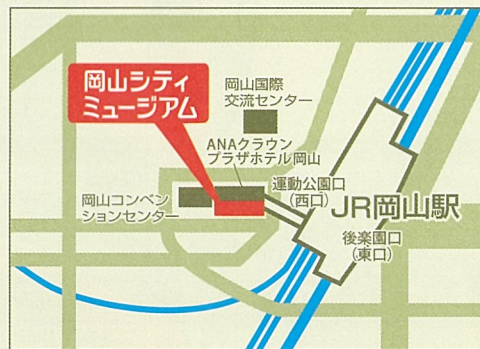 岡山シティ
ミュージアム
岡山国際
交流センター
ANAクラウン
プラザホテル岡山
岡山コンベン
ションセンター
運動公園口
(西口)
JR岡山駅
後楽園口
(東口)